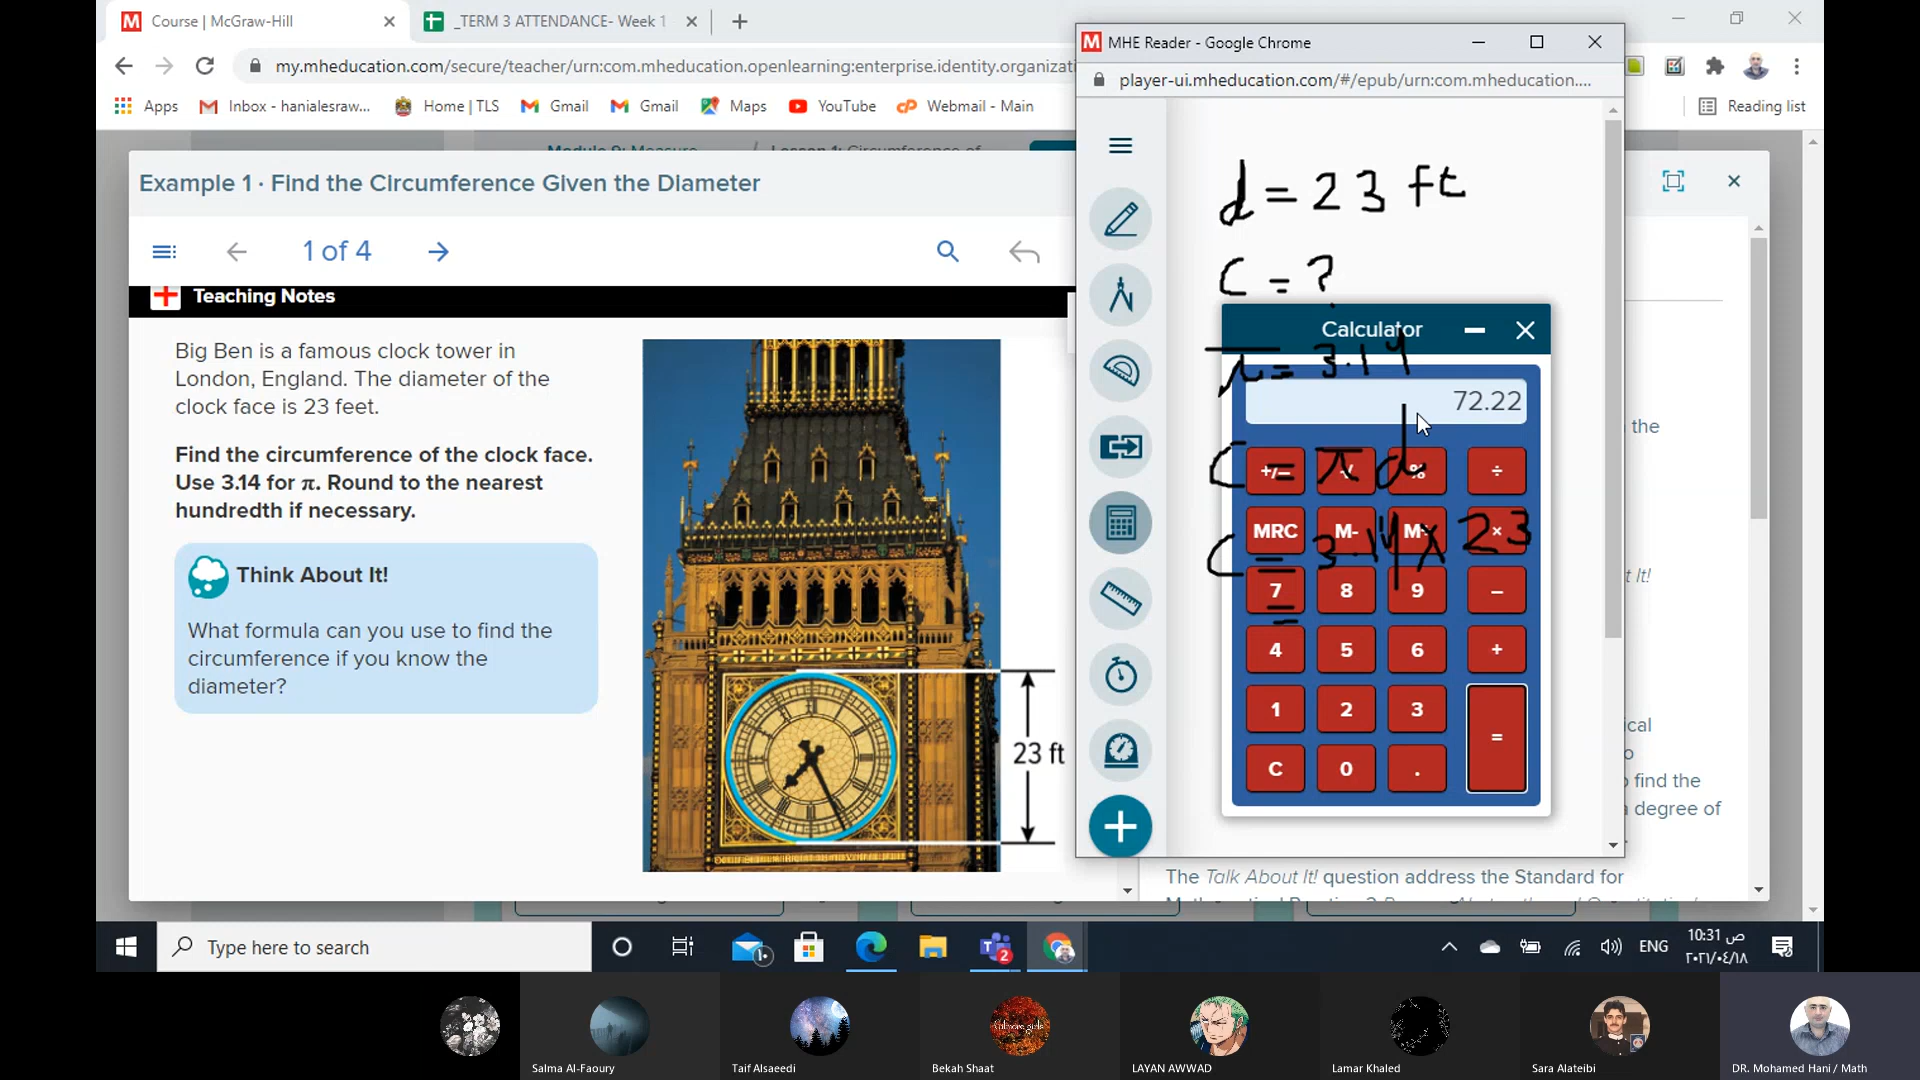 Course | McGraw-Hill
_TERM 3 ATTENDANCE- Week 1
my.mheducation.com/secure/teacher/urn:com.mheducation.openlearning:enterprise.identity.organizati
Apps
Inbox - hanialesraw...
Home | TLS
Gmail
Gmail
Maps
YouTube
Webmail - Main
Reading list
MHE Reader - Google Chrome
player-ui.mheducation.com/#/epub/urn:com.mheducation....
Example 1 · Find the Circumference Given the Diameter
1 of 4
Teaching Notes
Big Ben is a famous clock tower in
London, England. The diameter of the
clock face is 23 feet.
Find the circumference of the clock face.
Use 3.14 for π. Round to the nearest
hundredth if necessary.
Think About It!
What formula can you use to find the
circumference if you know the
diameter?
23 ft
d = 23 ft
C = ?
π = 3.14
C = π d
C = 3.14 x 23
=
Calculator
72.22
+/− √ % ÷
MRC M- M+ ×
7 8 9 −
4 5 6 +
1 2 3 =
C 0 .
the
It!
ical
o
o find the
a degree of
The Talk About It! question address the Standard for
Type here to search
ENG
10:31 ص
٢٠٢١/٠٤/١٨
Salma Al-Faoury
Taif Alsaeedi
Bekah Shaat
LAYAN AWWAD
Lamar Khaled
Sara Alateibi
DR. Mohamed Hani / Math